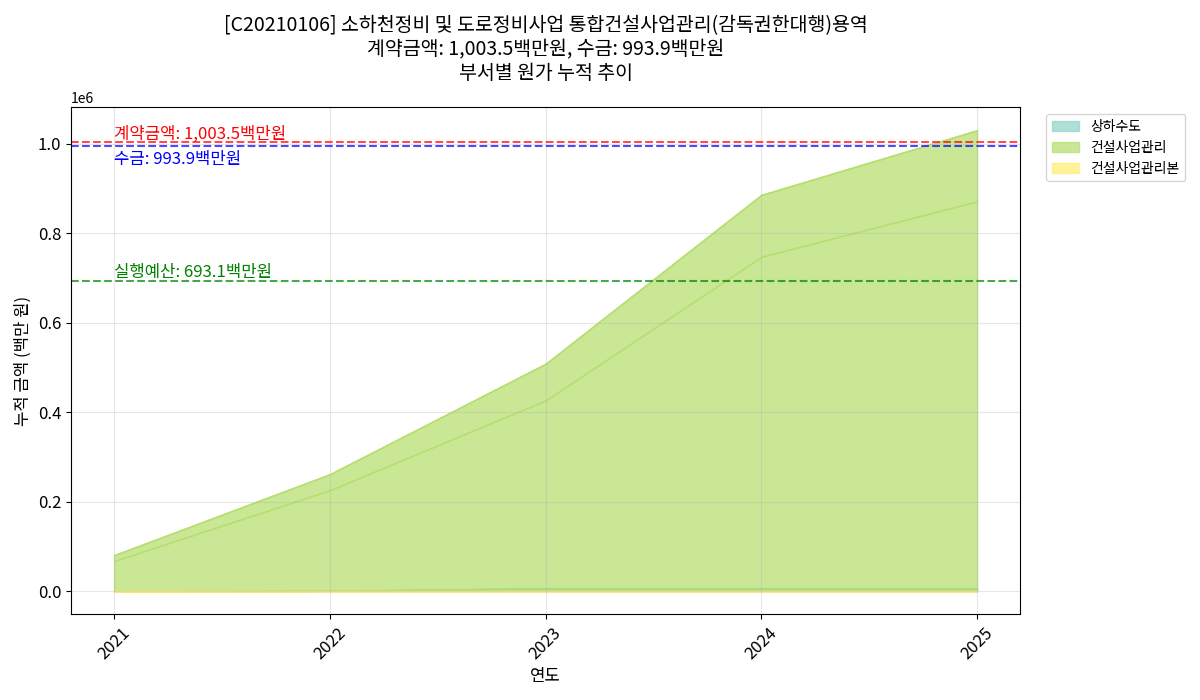 [C20210106] 소하천정비 및 도로정비사업 통합건설사업관리(감독권한대행)용역
계약금액: 1,003.5백만원, 수금: 993.9백만원
부서별 원가 누적 추이
1e6
계약금액: 1,003.5백만원
수금: 993.9백만원
실행예산: 693.1백만원
상하수도
건설사업관리
건설사업관리본
누적 금액 (백만 원)
1.0
0.8
0.6
0.4
0.2
0.0
2021
2022
2023
2024
2025
연도